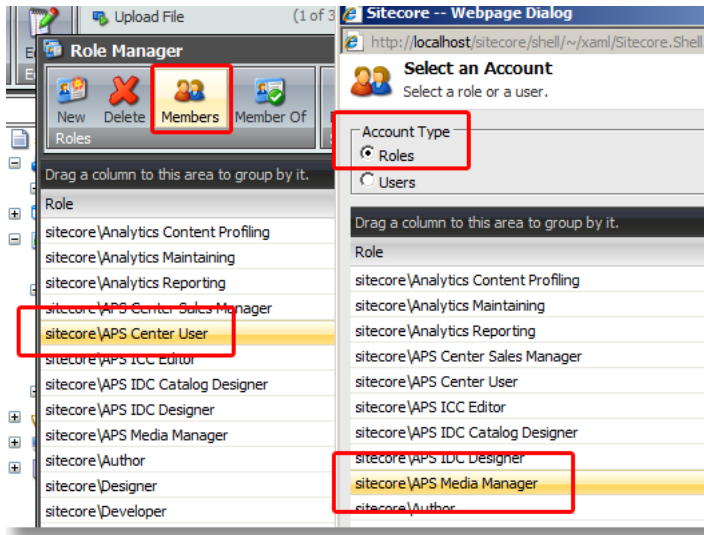 Upload File
(1 of 3
Role Manager
New
Delete
Members
Member Of
Roles
Drag a column to this area to group by it.
Role
sitecore\Analytics Content Profiling
sitecore\Analytics Maintaining
sitecore\Analytics Reporting
sitecore\APS Center Sales Manager
sitecore\APS Center User
sitecore\APS ICC Editor
sitecore\APS IDC Catalog Designer
sitecore\APS IDC Designer
sitecore\APS Media Manager
sitecore\Author
sitecore\Designer
sitecore\Developer
Sitecore -- Webpage Dialog
http://localhost/sitecore/shell/~/xaml/Sitecore.Shell.
Select an Account
Select a role or a user.
Account Type
Roles
Users
Drag a column to this area to group by it.
Role
sitecore\Analytics Content Profiling
sitecore\Analytics Maintaining
sitecore\Analytics Reporting
sitecore\APS Center Sales Manager
sitecore\APS Center User
sitecore\APS ICC Editor
sitecore\APS IDC Catalog Designer
sitecore\APS IDC Designer
sitecore\APS Media Manager
sitecore\Author